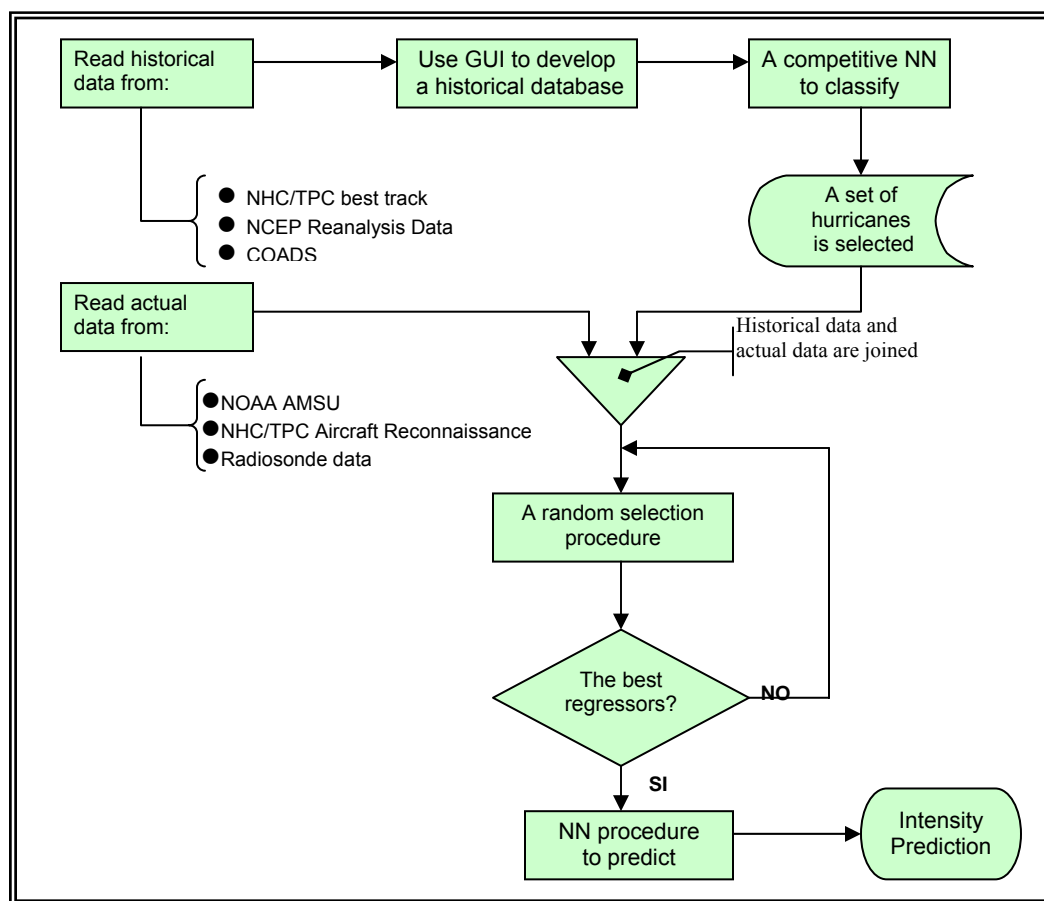 Read historical
data from:
Use GUI to develop
a historical database
A competitive NN
to classify
● NHC/TPC best track
● NCEP Reanalysis Data
● COADS
A set of
hurricanes
is selected
Read actual
data from:
Historical data and
actual data are joined
●NOAA AMSU
●NHC/TPC Aircraft Reconnaissance
●Radiosonde data
A random selection
procedure
The best
regressors?
NO
SI
NN procedure
to predict
Intensity
Prediction